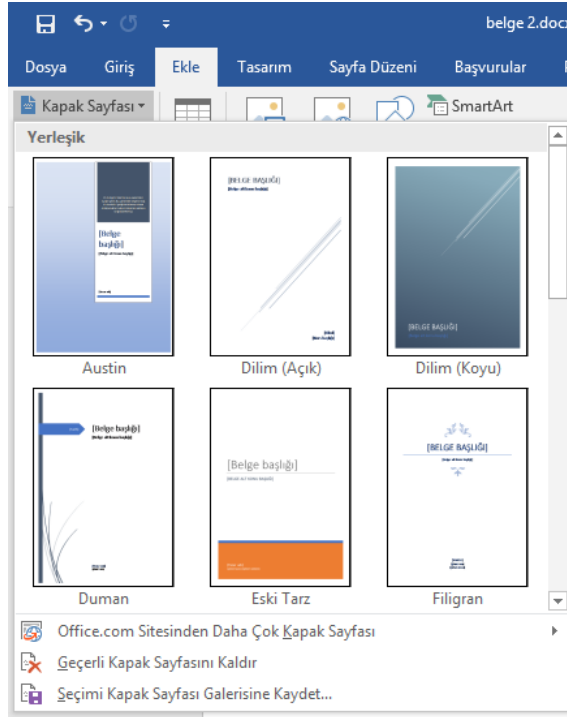 belge 2.docx
Dosya Giriş Ekle Tasarım Sayfa Düzeni Başvurular
Kapak Sayfası SmartArt
Yerleşik
[Belge
başlığı]
[BELGE BAŞLIĞI]
[BELGE BAŞLIĞI]
Austin Dilim (Açık) Dilim (Koyu)
[Belge başlığı]
[Belge başlığı]
[BELGE BAŞLIĞI]
Duman Eski Tarz Filigran
Office.com Sitesinden Daha Çok Kapak Sayfası
Geçerli Kapak Sayfasını Kaldır
Seçimi Kapak Sayfası Galerisine Kaydet...